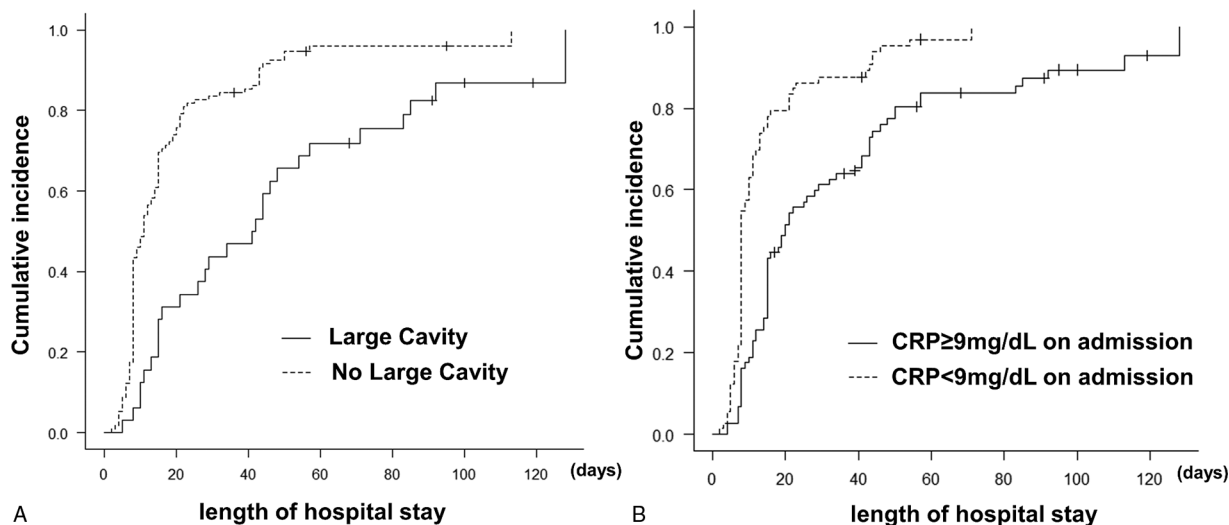 Cumulative incidence
1.0
0.8
0.6
0.4
0.2
0.0
Large Cavity
No Large Cavity
0 20 40 60 80 100 120 (days)
length of hospital stay
A
Cumulative incidence
1.0
0.8
0.6
0.4
0.2
0.0
CRP≥9mg/dL on admission
CRP<9mg/dL on admission
0 20 40 60 80 100 120 (days)
length of hospital stay
B